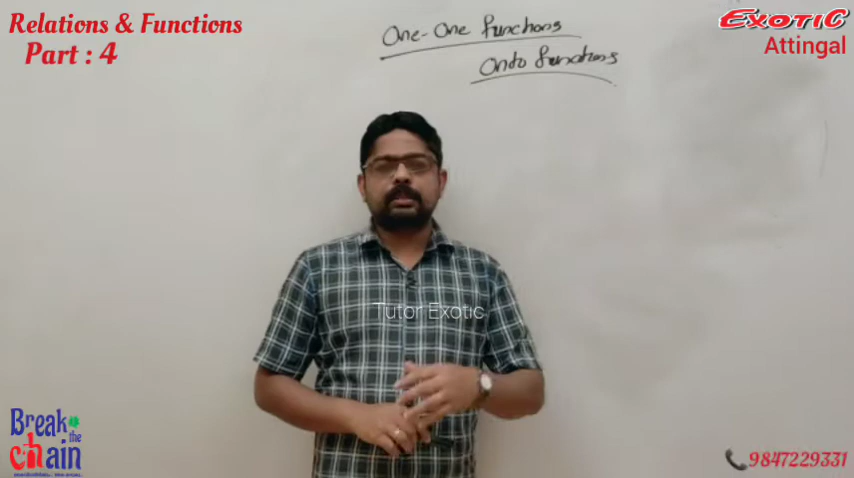 Relations & Functions
Part : 4
One-One functions
Onto functions
EXOTIC
Attingal
Tutor Exotic
Break
the
chain
9847229331